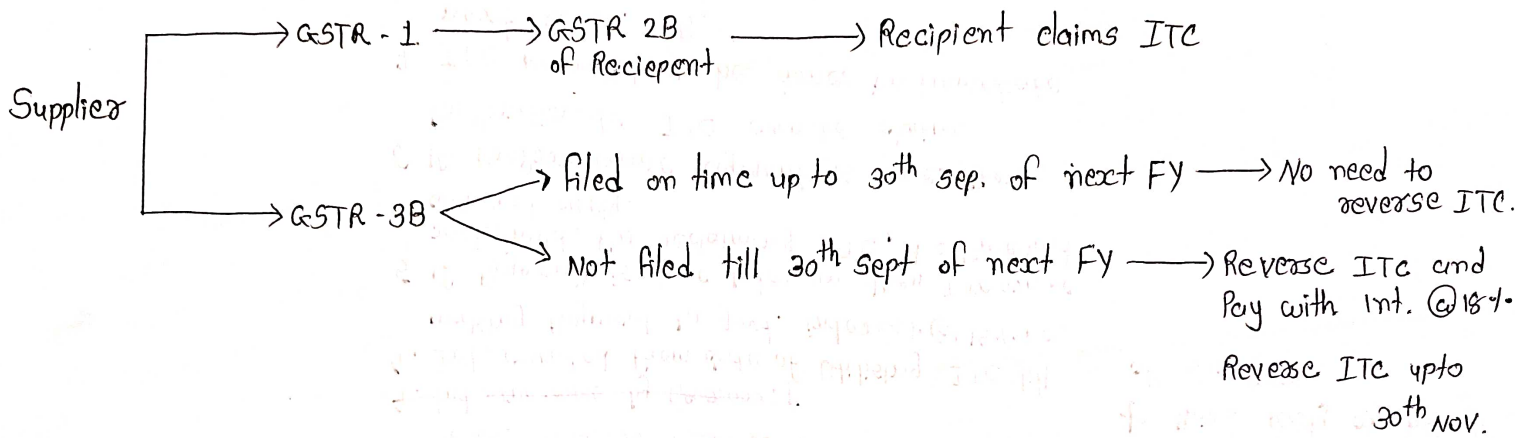 Supplier
GSTR - 1 → GSTR 2B → Recipient claims ITC
of Reciepent
GSTR - 3B
filed on time up to 30th sep. of next FY → No need to
reverse ITC.
Not filed till 30th sept of next FY → Reverse ITC and
Pay with Int. @18%
Reverse ITC upto
30th NOV.